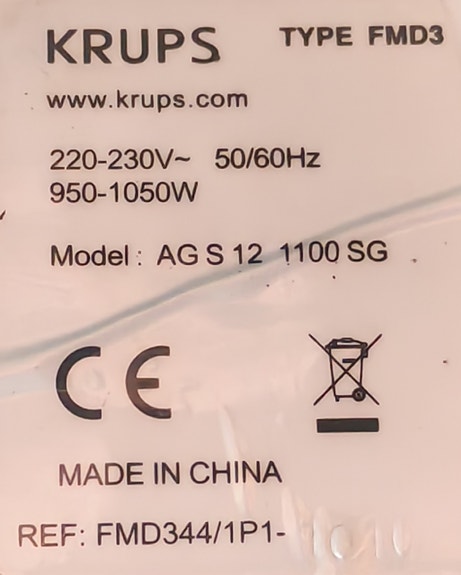 KRUPS TYPE FMD3
www.krups.com
220-230V~ 50/60Hz
950-1050W
Model : AG S 12 1100 SG
CE
MADE IN CHINA
REF: FMD344/1P1-